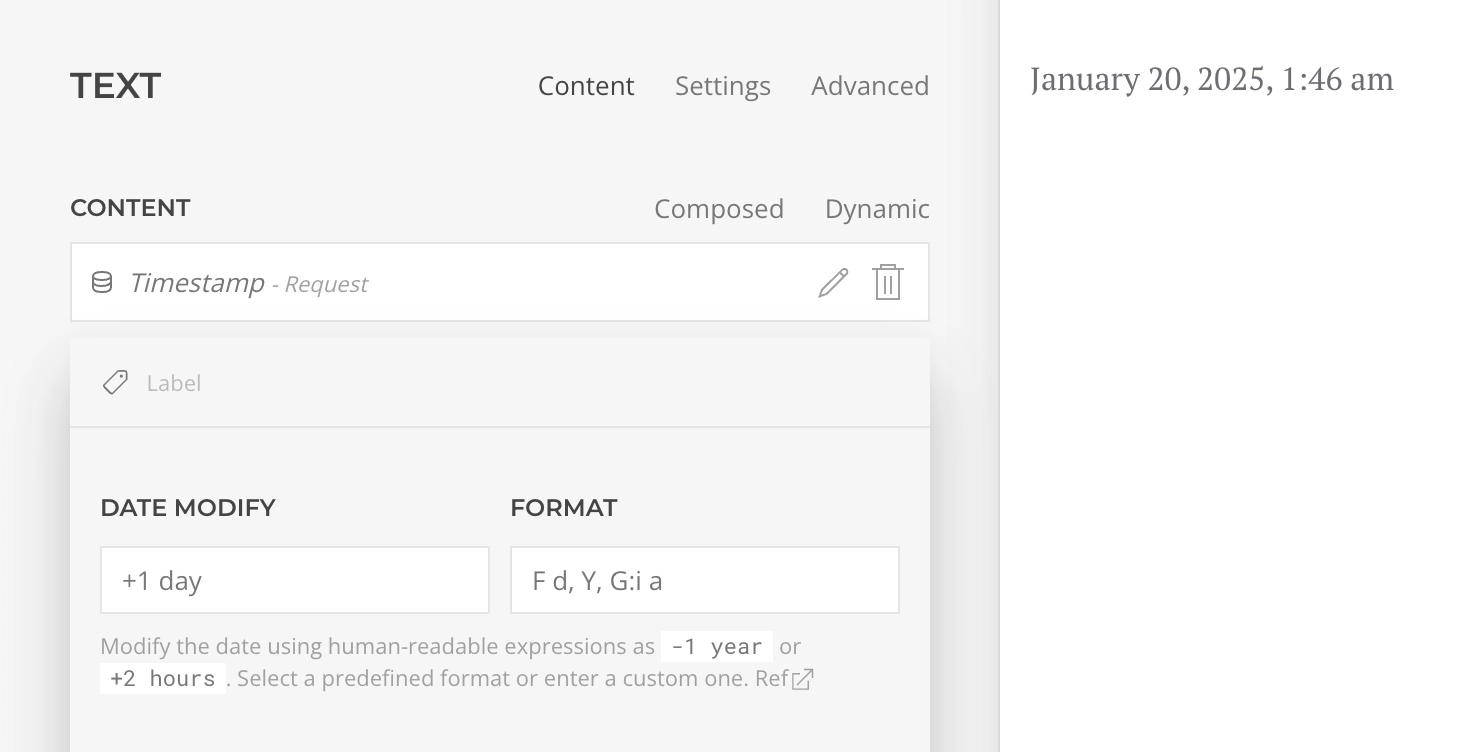 TEXT
Content Settings Advanced
January 20, 2025, 1:46 am
CONTENT
Composed Dynamic
Timestamp - Request
Label
DATE MODIFY
FORMAT
+1 day
F d, Y, G:i a
Modify the date using human-readable expressions as -1 year or
+2 hours . Select a predefined format or enter a custom one. Ref